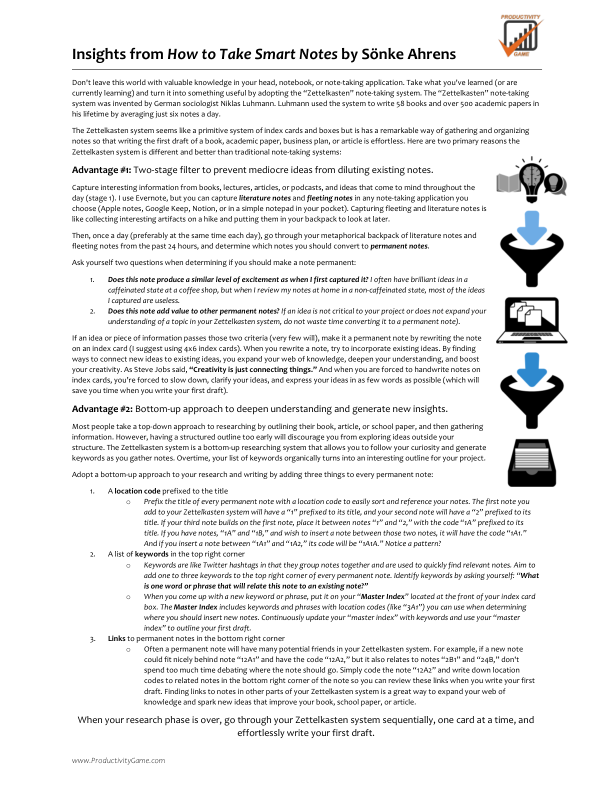 PRODUCTIVITY
GAME
Insights from How to Take Smart Notes by Sönke Ahrens
Don't leave this world with valuable knowledge in your head, notebook, or note-taking application. Take what you've learned (or are
currently learning) and turn it into something useful by adopting the "Zettelkasten" note-taking system. The "Zettelkasten" note-taking
system was invented by German sociologist Niklas Luhmann. Luhmann used the system to write 58 books and over 500 academic papers in
his lifetime by averaging just six notes a day.
The Zettelkasten system seems like a primitive system of index cards and boxes but is has a remarkable way of gathering and organizing
notes so that writing the first draft of a book, academic paper, business plan, or article is effortless. Here are two primary reasons the
Zettelkasten system is different and better than traditional note-taking systems:
Advantage #1: Two-stage filter to prevent mediocre ideas from diluting existing notes.
Capture interesting information from books, lectures, articles, or podcasts, and ideas that come to mind throughout the
day (stage 1). I use Evernote, but you can capture literature notes and fleeting notes in any note-taking application you
choose (Apple notes, Google Keep, Notion, or in a simple notepad in your pocket). Capturing fleeting and literature notes is
like collecting interesting artifacts on a hike and putting them in your backpack to look at later.
Then, once a day (preferably at the same time each day), go through your metaphorical backpack of literature notes and
fleeting notes from the past 24 hours, and determine which notes you should convert to permanent notes.
Ask yourself two questions when determining if you should make a note permanent:
1. Does this note produce a similar level of excitement as when I first captured it? I often have brilliant ideas in a
caffeinated state at a coffee shop, but when I review my notes at home in a non-caffeinated state, most of the ideas
I captured are useless.
2. Does this note add value to other permanent notes? If an idea is not critical to your project or does not expand your
understanding of a topic in your Zettelkasten system, do not waste time converting it to a permanent note).
If an idea or piece of information passes those two criteria (very few will), make it a permanent note by rewriting the note
on an index card (I suggest using 4x6 index cards). When you rewrite a note, try to incorporate existing ideas. By finding
ways to connect new ideas to existing ideas, you expand your web of knowledge, deepen your understanding, and boost
your creativity. As Steve Jobs said, "Creativity is just connecting things." And when you are forced to handwrite notes on
index cards, you're forced to slow down, clarify your ideas, and express your ideas in as few words as possible (which will
save you time when you write your first draft).
Advantage #2: Bottom-up approach to deepen understanding and generate new insights.
Most people take a top-down approach to researching by outlining their book, article, or school paper, and then gathering
information. However, having a structured outline too early will discourage you from exploring ideas outside your
structure. The Zettelkasten system is a bottom-up research system that allows you to follow your curiosity and generate
keywords as you gather notes. Overtime, your list of keywords organically turns into an interesting outline for your project.
Adopt a bottom-up approach to your research and writing by adding three things to every permanent note:
1. A location code prefixed to the title
o Prefix the title of every permanent note with a location code to easily sort and reference your notes. The first note you
add to your Zettelkasten system will have a "1" prefixed to its title, and your second note will have a "2" prefixed to its
title. If your third note builds on the first note, place it between notes "1" and "2," with the code "1A" prefixed to its
title. If you have notes, "1A" and "1B," and wish to insert a new note between those two notes, it will have the code "1A1."
And if you insert a note between "1A1" and "1A2," its code will be "1A1A." Notice a pattern?
2. A list of keywords in the top right corner
o Keywords are like Twitter hashtags in that they group notes together and are used to quickly find relevant notes. Aim to
add one to three keywords to the top right corner of every permanent note. Identify keywords by asking yourself: "What
is one word or phrase that will relate this note to an existing note?"
o When you come up with a new keyword or phrase, put it on your "Master Index" located at the front of your index card
box. The Master Index includes keywords and phrases with location codes (like "3A1") you can use when determining
where you should insert new notes. Continuously update your "master index" with keywords and use your "master
index" to outline your first draft.
3. Links to permanent notes in the bottom right corner
o Often a permanent note will have many potential friends in your Zettelkasten system. For example, if a new note
could fit nicely behind note "12A1" and have the code "12A2," but it also relates to notes "2B1" and "24B," don't
spend too much time debating where the note should go. Simply code the note "12A2" and write down location
codes to related notes in the bottom right corner of the note so you can review these links when you write your first
draft. Finding links to notes in other parts of your Zettelkasten system is a great way to expand your web of
knowledge and spark new ideas that improve your book, school paper, or article.
When your research phase is over, go through your Zettelkasten system sequentially, one card at a time, and
effortlessly write your first draft.
www.ProductivityGame.com